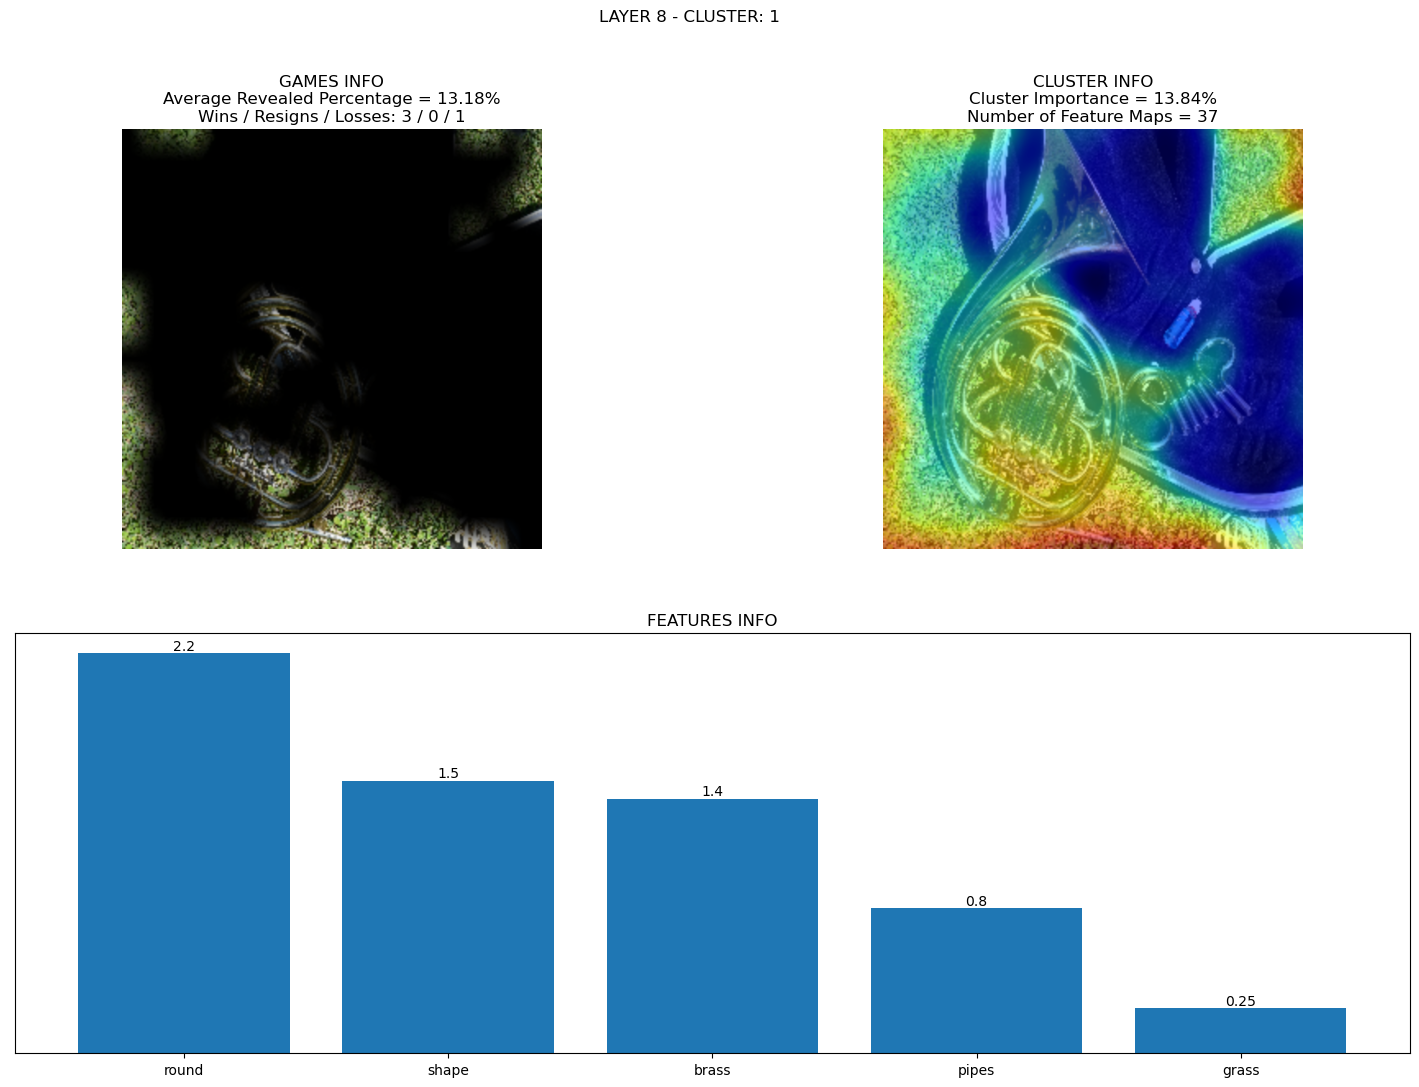 LAYER 8 - CLUSTER: 1
GAMES INFO
Average Revealed Percentage = 13.18%
Wins / Resigns / Losses: 3 / 0 / 1
CLUSTER INFO
Cluster Importance = 13.84%
Number of Feature Maps = 37
FEATURES INFO
2.2
1.5
1.4
0.8
0.25
round
shape
brass
pipes
grass